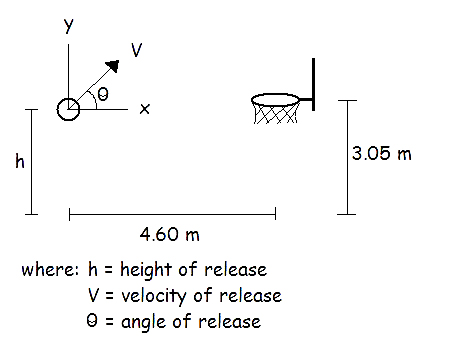 y
V
θ
x
h
3.05 m
4.60 m
where: h = height of release
V = velocity of release
θ = angle of release